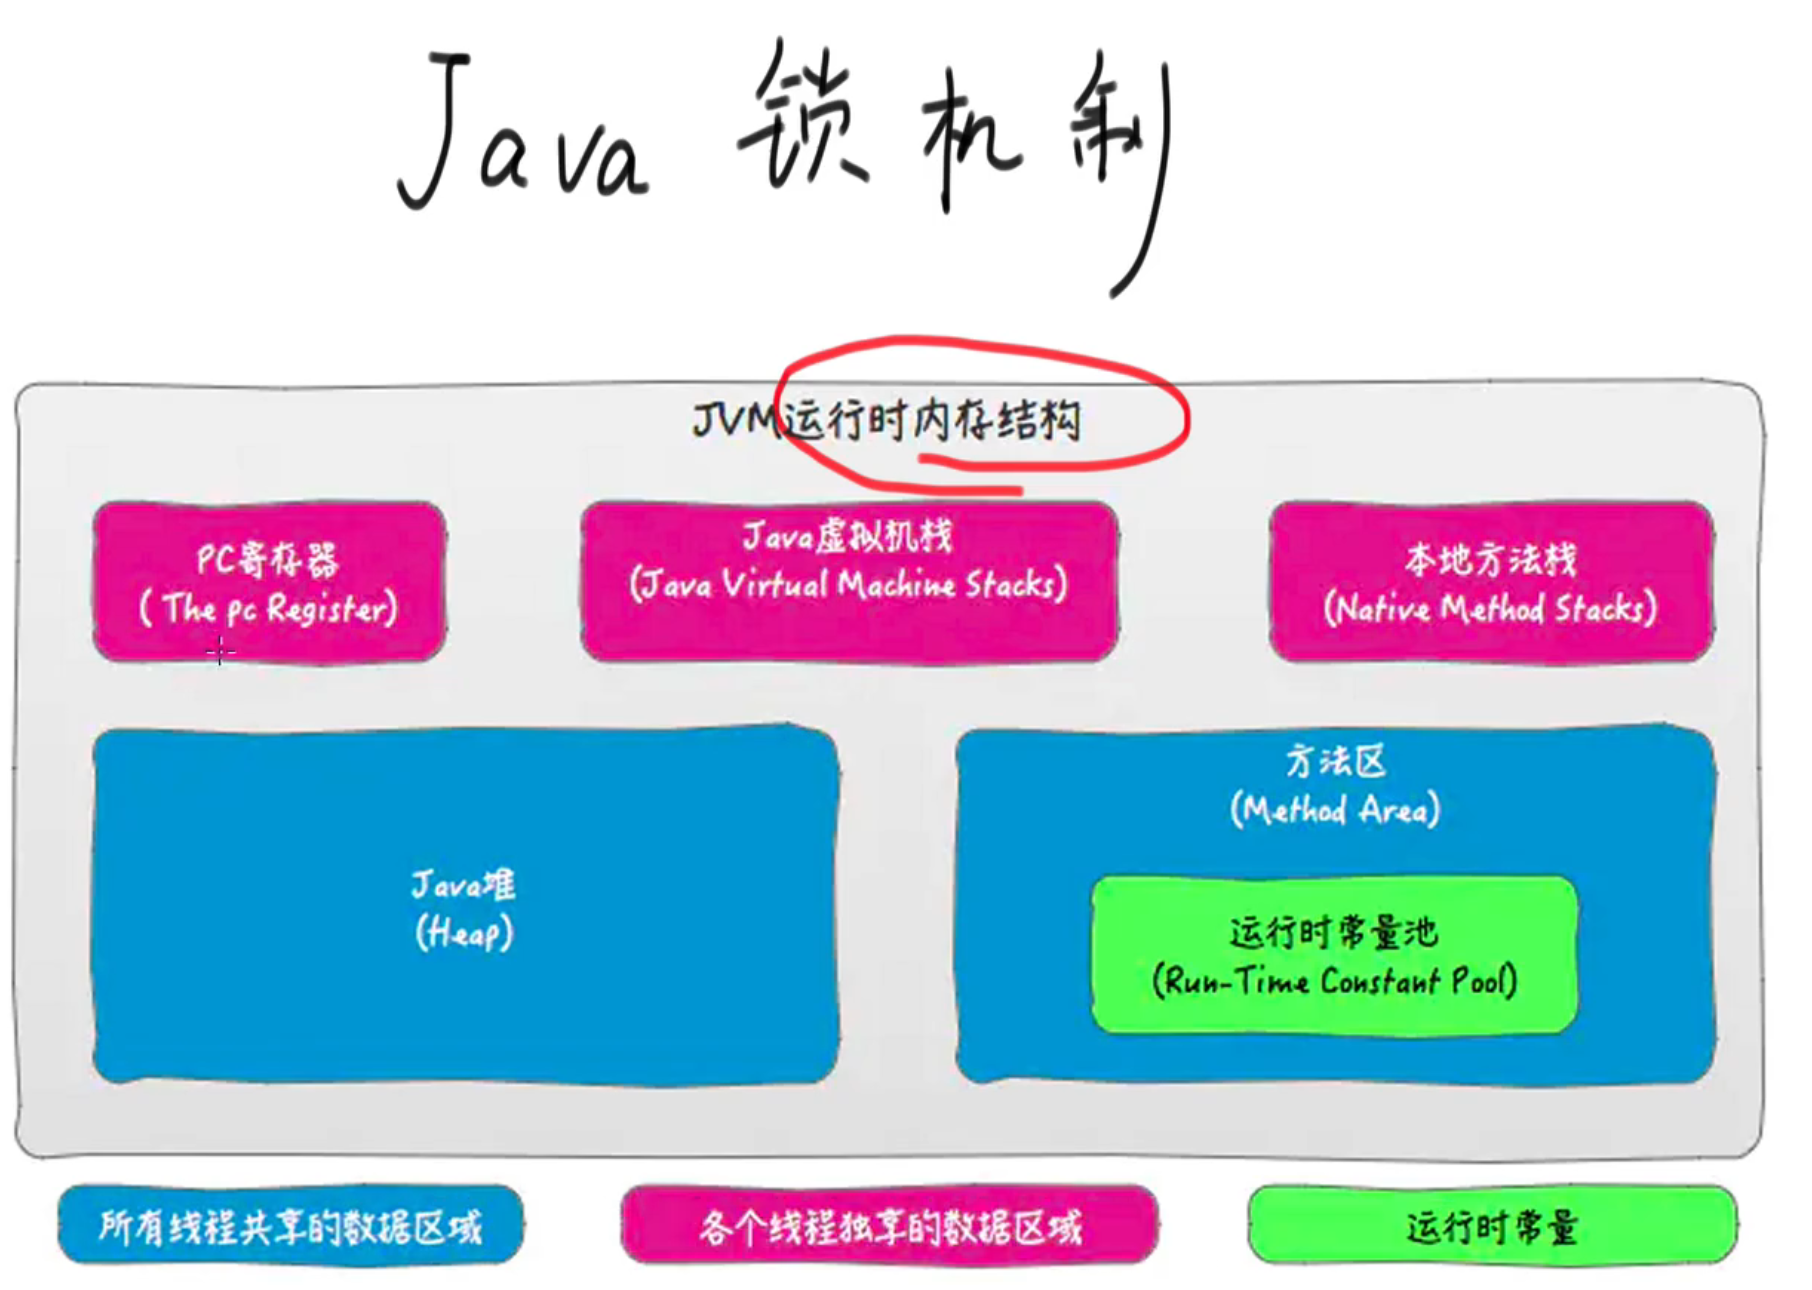 Java 锁机制
JVM运行时内存结构
PC寄存器
( The pc Register)
Java虚拟机栈
(Java Virtual Machine Stacks)
本地方法栈
(Native Method Stacks)
Java堆
(Heap)
方法区
(Method Area)
运行时常量池
(Run-Time Constant Pool)
所有线程共享的数据区域
各个线程独享的数据区域
运行时常量